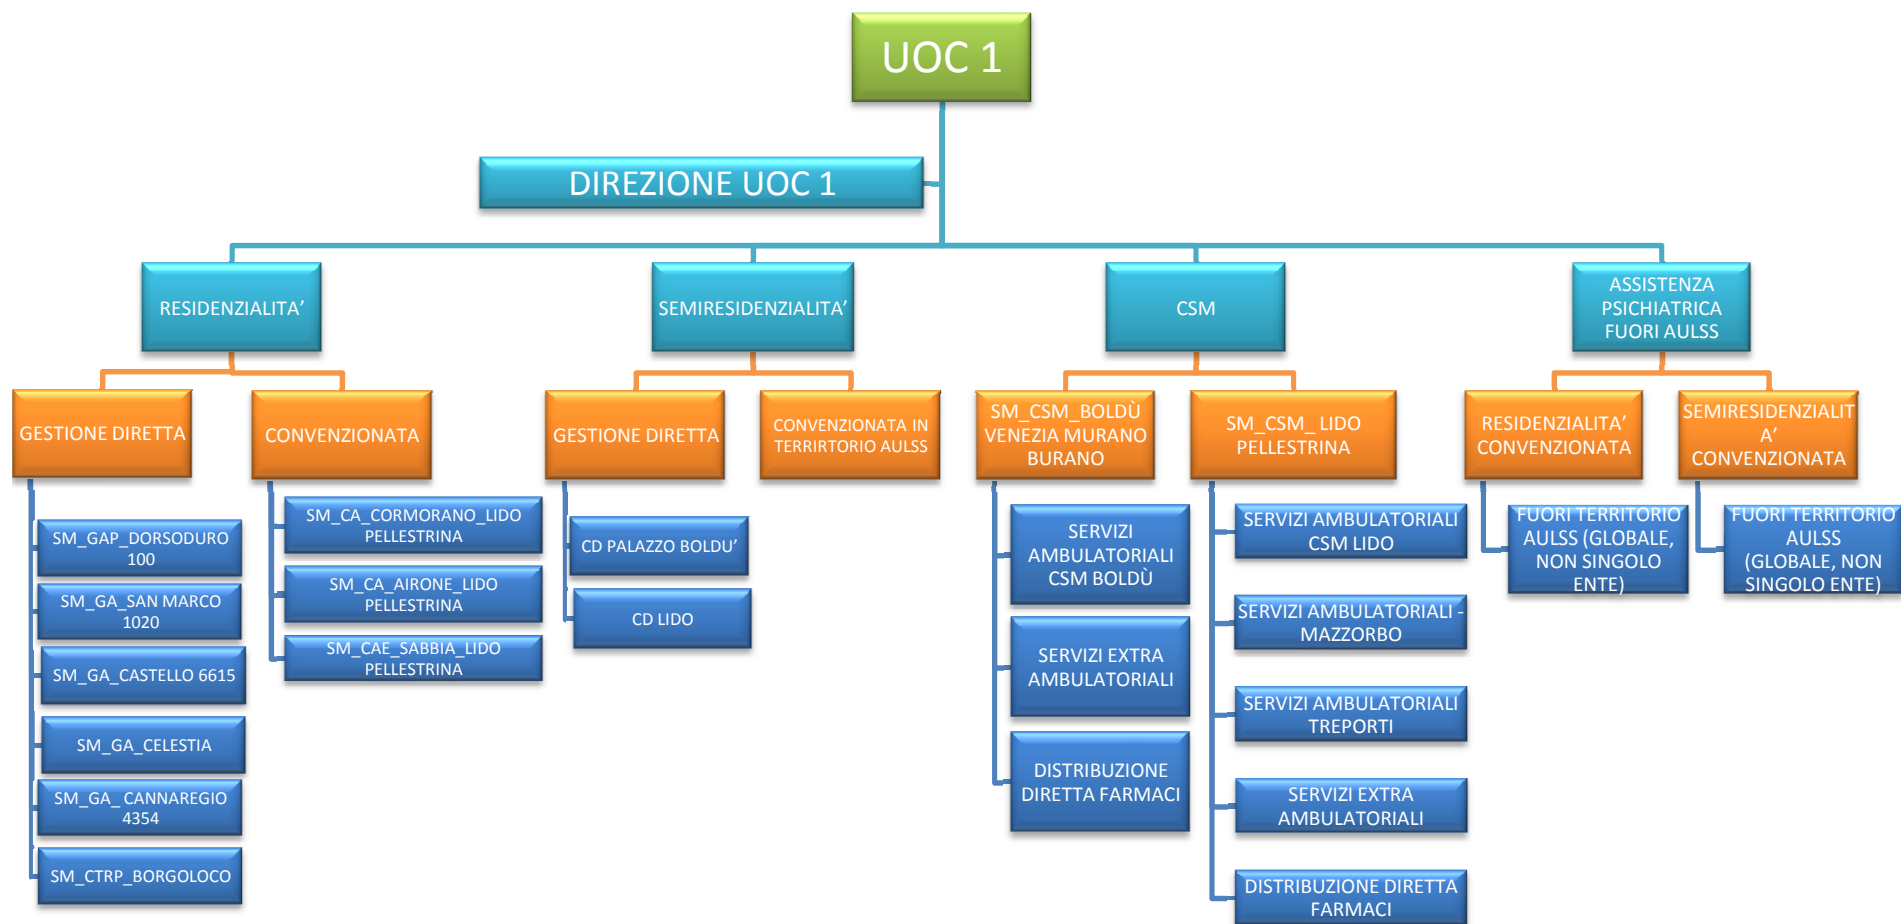 UOC 1
DIREZIONE UOC 1
RESIDENZIALITA’
SEMIRESIDENZIALITA’
CSM
ASSISTENZA
PSICHIATRICA
FUORI AULSS
GESTIONE DIRETTA
CONVENZIONATA
GESTIONE DIRETTA
CONVENZIONATA IN
TERRIRTORIO AULSS
SM_CSM_BOLDÙ
VENEZIA MURANO
BURANO
SM_CSM_ LIDO
PELLESTRINA
RESIDENZIALITA’
CONVENZIONATA
SEMIRESIDENZIALIT
A’
CONVENZIONATA
SM_GAP_DORSODURO
100
SM_GA_SAN MARCO
1020
SM_GA_CASTELLO 6615
SM_GA_CELESTIA
SM_GA_ CANNAREGIO
4354
SM_CTRP_BORGOLOCO
SM_CA_CORMORANO_LIDO
PELLESTRINA
SM_CA_AIRONE_LIDO
PELLESTRINA
SM_CAE_SABBIA_LIDO
PELLESTRINA
CD PALAZZO BOLDU’
CD LIDO
SERVIZI
AMBULATORIALI
CSM BOLDÙ
SERVIZI EXTRA
AMBULATORIALI
DISTRIBUZIONE
DIRETTA FARMACI
SERVIZI AMBULATORIALI
CSM LIDO
SERVIZI AMBULATORIALI -
MAZZORBO
SERVIZI AMBULATORIALI
TREPORTI
SERVIZI EXTRA
AMBULATORIALI
DISTRIBUZIONE DIRETTA
FARMACI
FUORI TERRITORIO
AULSS (GLOBALE,
NON SINGOLO
ENTE)
FUORI TERRITORIO
AULSS
(GLOBALE, NON
SINGOLO ENTE)